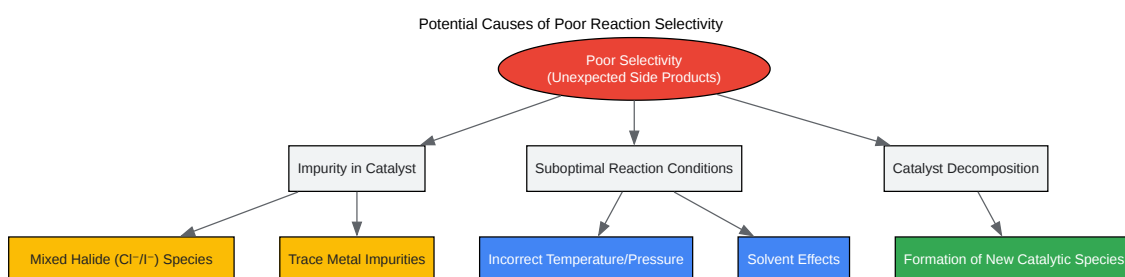 Potential Causes of Poor Reaction Selectivity
Poor Selectivity
(Unexpected Side Products)
Impurity in Catalyst
Suboptimal Reaction Conditions
Catalyst Decomposition
Mixed Halide (Cl⁻/I⁻) Species
Trace Metal Impurities
Incorrect Temperature/Pressure
Solvent Effects
Formation of New Catalytic Species